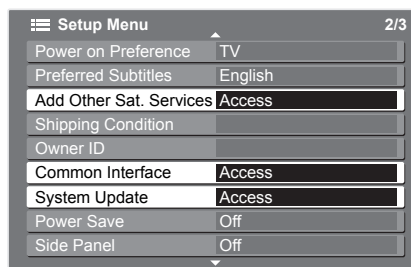 Setup Menu 2/3
Power on Preference TV
Preferred Subtitles English
Add Other Sat. Services Access
Shipping Condition
Owner ID
Common Interface Access
System Update Access
Power Save Off
Side Panel Off